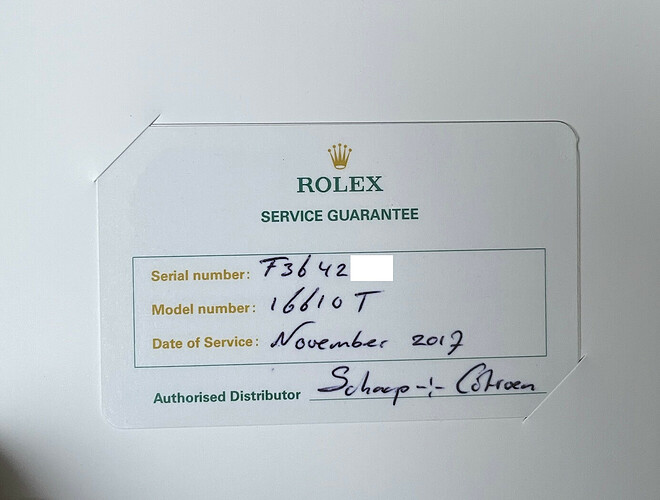 ROLEX
SERVICE GUARANTEE
Serial number: F3642
Model number: 16610T
Date of Service: November 2017
Authorised Distributor Schaap-:-Citroen